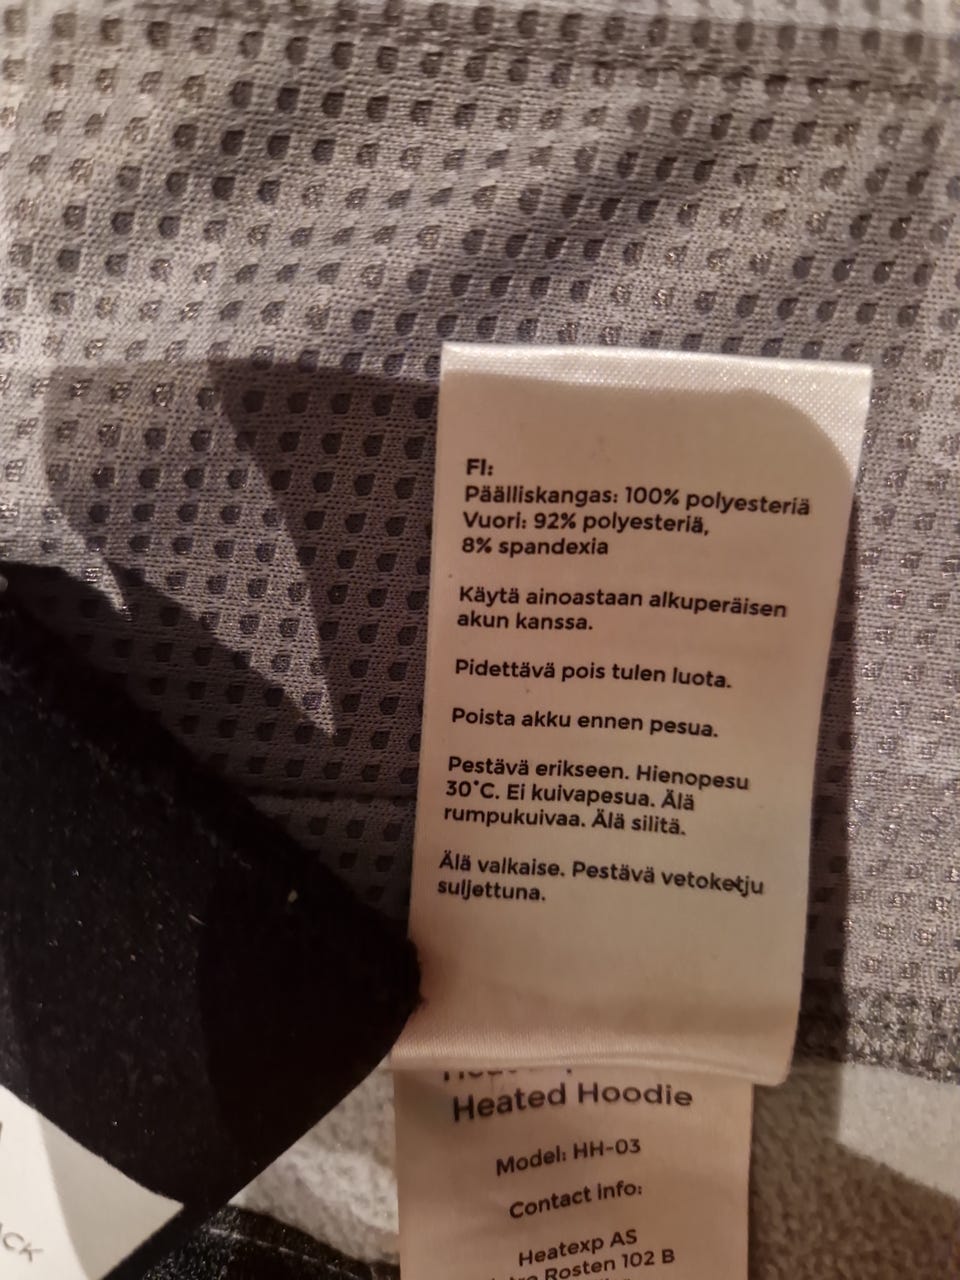 FI:
Päälliskangas: 100% polyesteriä
Vuori: 92% polyesteriä,
8% spandexia
Käytä ainoastaan alkuperäisen
akun kanssa.
Pidettävä pois tulen luota.
Poista akku ennen pesua.
Pestävä erikseen. Hienopesu
30°C. Ei kuivapesua. Älä
rumpukuivaa. Älä silitä.
Älä valkaise. Pestävä vetoketju
suljettuna.
Heated Hoodie
Model: HH-03
Contact info:
Heatexp AS
Rosten 102 B